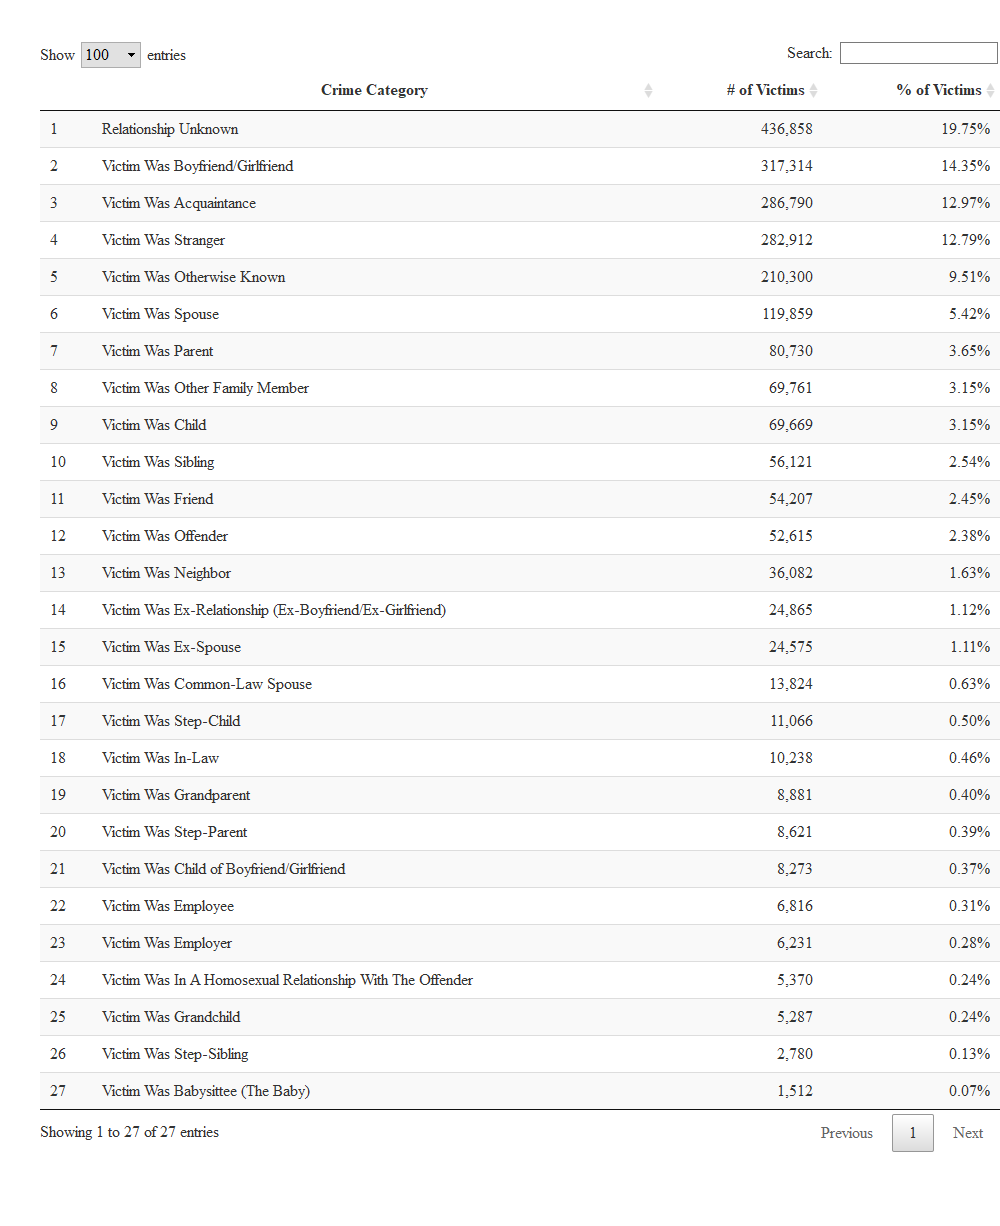 Show 100 entries Search:
Crime Category # of Victims % of Victims
1 Relationship Unknown 436,858 19.75%
2 Victim Was Boyfriend/Girlfriend 317,314 14.35%
3 Victim Was Acquaintance 286,790 12.97%
4 Victim Was Stranger 282,912 12.79%
5 Victim Was Otherwise Known 210,300 9.51%
6 Victim Was Spouse 119,859 5.42%
7 Victim Was Parent 80,730 3.65%
8 Victim Was Other Family Member 69,761 3.15%
9 Victim Was Child 69,669 3.15%
10 Victim Was Sibling 56,121 2.54%
11 Victim Was Friend 54,207 2.45%
12 Victim Was Offender 52,615 2.38%
13 Victim Was Neighbor 36,082 1.63%
14 Victim Was Ex-Relationship (Ex-Boyfriend/Ex-Girlfriend) 24,865 1.12%
15 Victim Was Ex-Spouse 24,575 1.11%
16 Victim Was Common-Law Spouse 13,824 0.63%
17 Victim Was Step-Child 11,066 0.50%
18 Victim Was In-Law 10,238 0.46%
19 Victim Was Grandparent 8,881 0.40%
20 Victim Was Step-Parent 8,621 0.39%
21 Victim Was Child of Boyfriend/Girlfriend 8,273 0.37%
22 Victim Was Employee 6,816 0.31%
23 Victim Was Employer 6,231 0.28%
24 Victim Was In A Homosexual Relationship With The Offender 5,370 0.24%
25 Victim Was Grandchild 5,287 0.24%
26 Victim Was Step-Sibling 2,780 0.13%
27 Victim Was Babysittee (The Baby) 1,512 0.07%
Showing 1 to 27 of 27 entries Previous 1 Next